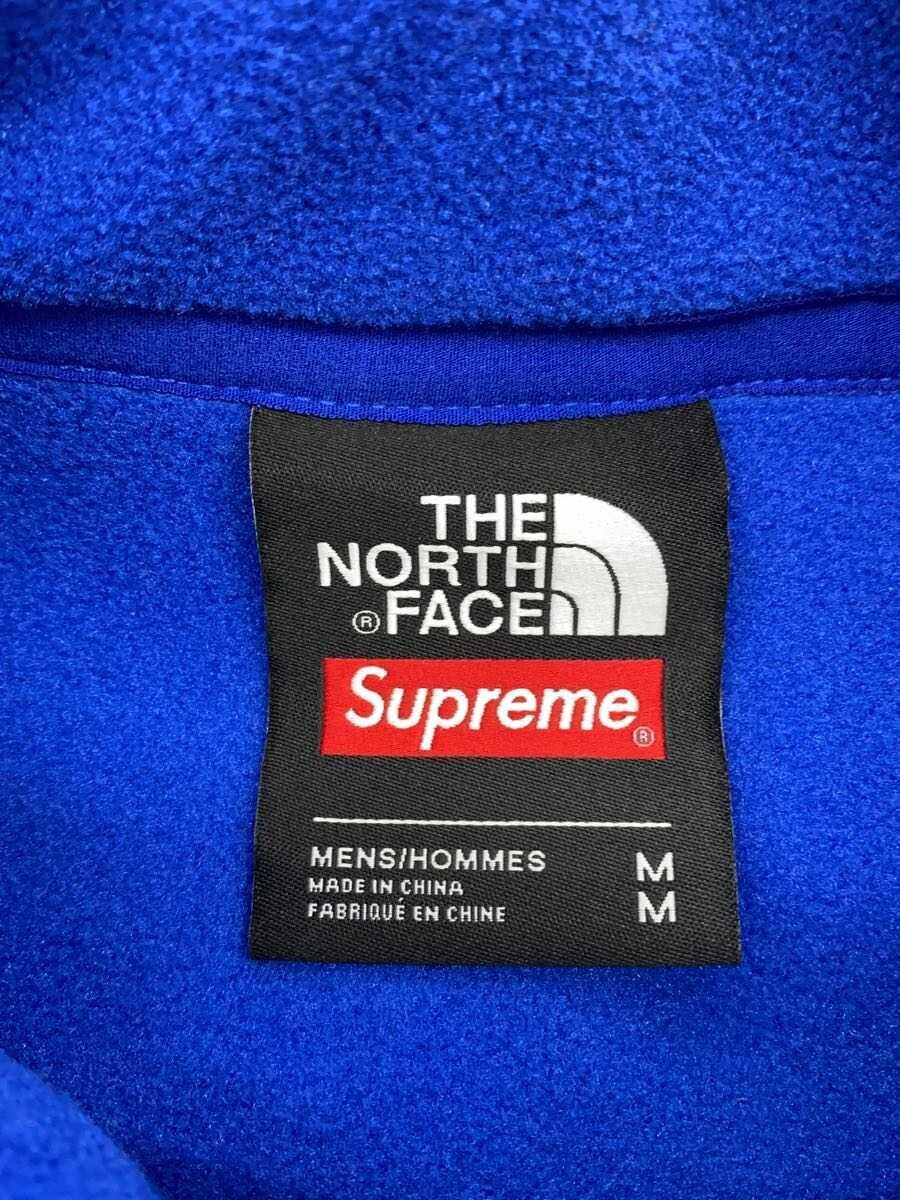 THE
NORTH
® FACE
Supreme®
MENS/HOMMES M
MADE IN CHINA
FABRIQUÉ EN CHINE M